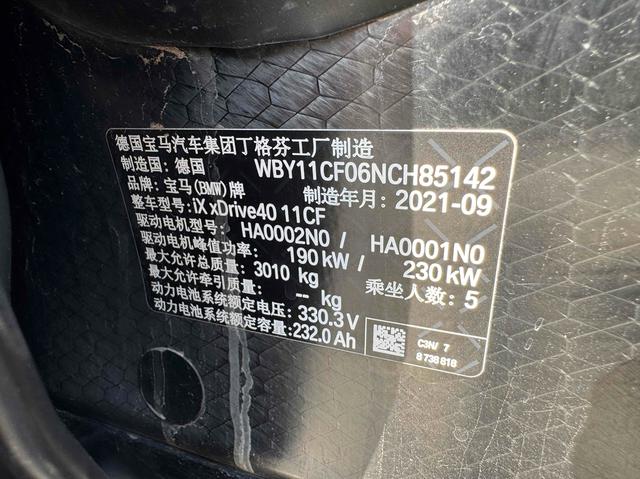 德国宝马汽车集团丁格芬工厂制造
制造国：德国 WBY11CF06NCH85142
品牌：宝马(BMW)牌 制造年月：2021-09
整车型号：iX xDrive40 11CF
驱动电机型号： HA0002N0 / HA0001N0
驱动电机峰值功率： 190 kW / 230 kW
最大允许总质量： 3010 kg 乘坐人数：5
最大允许牵引质量： -- kg
动力电池系统额定电压：330.3 V
动力电池系统额定容量：232.0 Ah
C3N/ 7
8738818